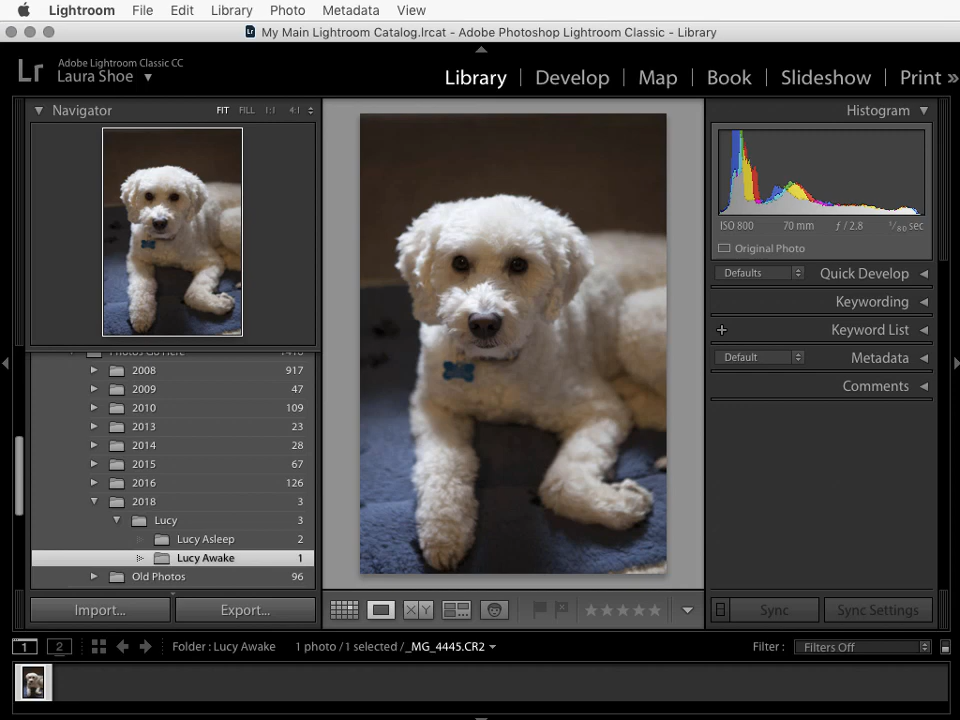 Lightroom File Edit Library Photo Metadata View
Lr My Main Lightroom Catalog.lrcat - Adobe Photoshop Lightroom Classic - Library
Lr Adobe Lightroom Classic CC
Laura Shoe
Library | Develop | Map | Book | Slideshow | Print »
Navigator FIT FILL 1:1 4:1
Histogram
ISO 800 70 mm ƒ / 2.8 1/80 sec
Original Photo
Defaults Quick Develop
Keywording
+ Keyword List
Default Metadata
Comments
2008 917
2009 47
2010 109
2013 23
2014 28
2015 67
2016 126
2018 3
Lucy 3
Lucy Asleep 2
Lucy Awake 1
Old Photos 96
Import... Export...
X Y
Sync Sync Settings
1 2 Folder : Lucy Awake 1 photo / 1 selected / _MG_4445.CR2 Filter : Filters Off